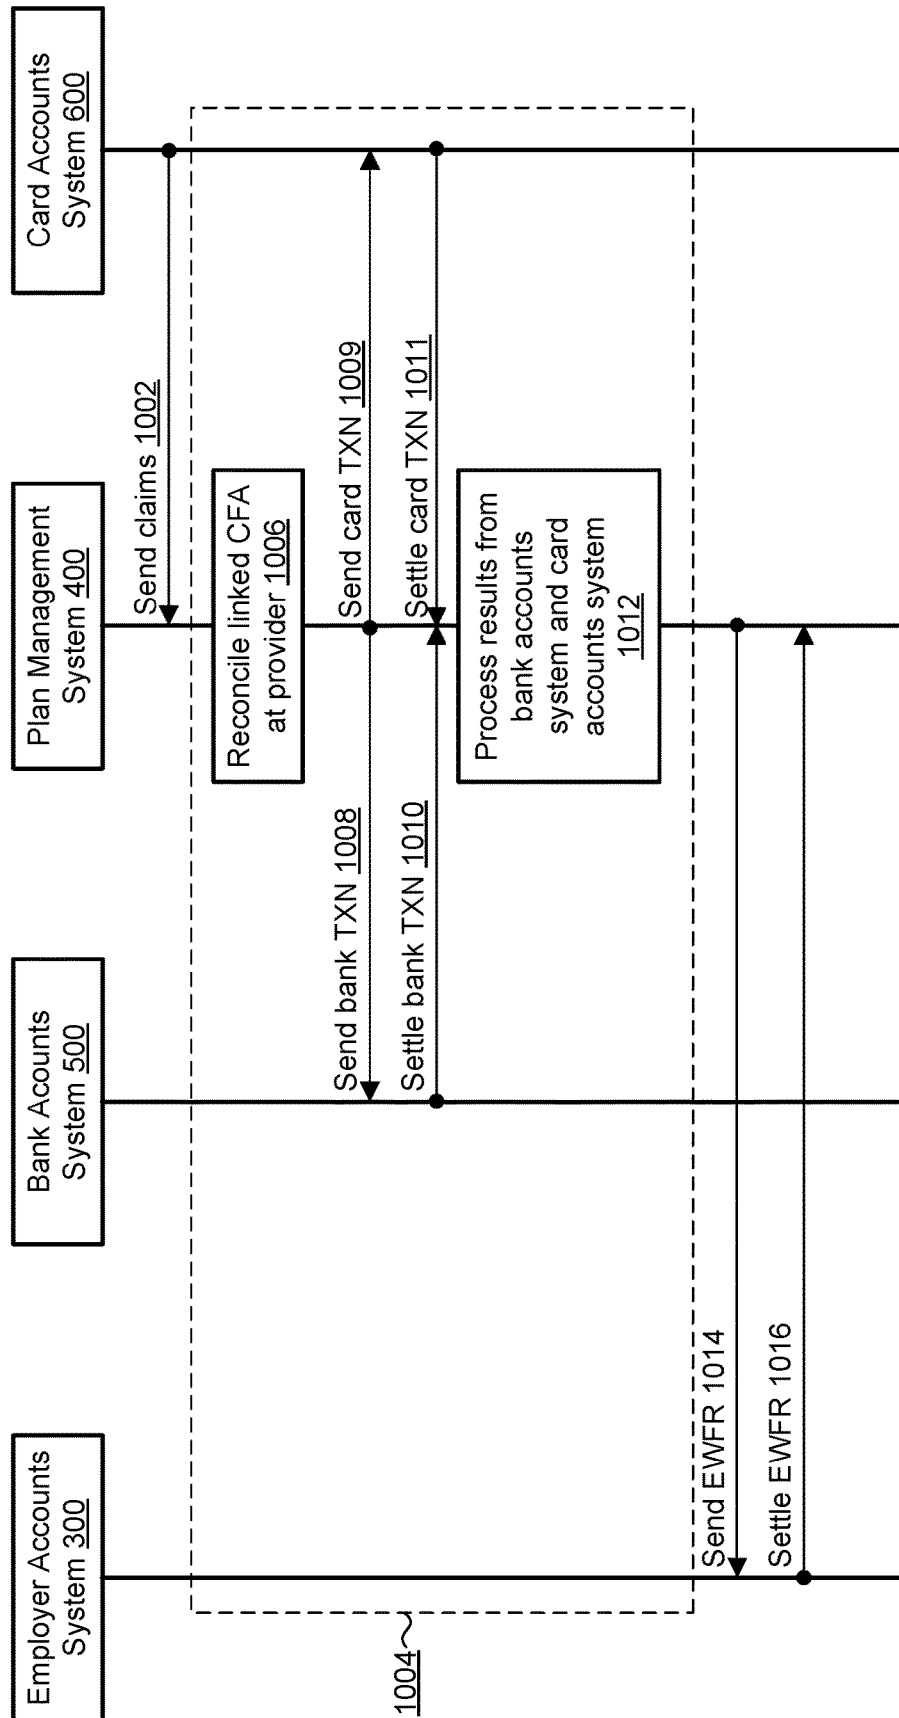 Employer Accounts
System 300
Bank Acounts
System 500
Plan Management
System 400
Card Accounts
System 600
Send claims 1002
1004
Reconcile linked CFA
at provider 1006
Send bank TXN 1008
Send card TXN 1009
Settle bank TXN 1010
Settle card TXN 1011
Process results from
bank accounts
system and card
accounts system
1012
Send EWFR 1014
Settle EWFR 1016